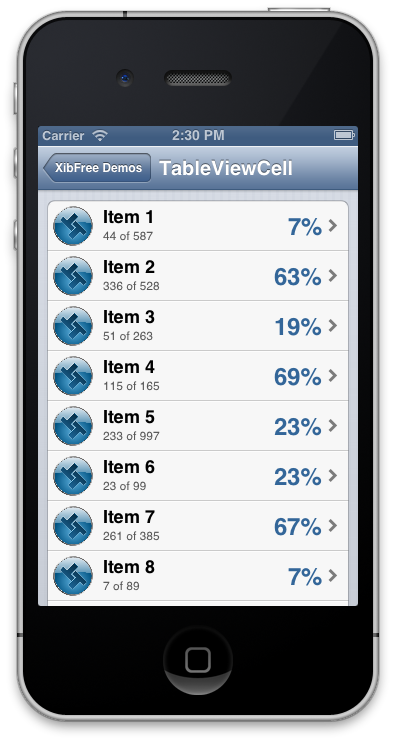 Carrier 2:30 PM
XibFree Demos TableViewCell
Item 1
44 of 587
7%
Item 2
336 of 528
63%
Item 3
51 of 263
19%
Item 4
115 of 165
69%
Item 5
233 of 997
23%
Item 6
23 of 99
23%
Item 7
261 of 385
67%
Item 8
7 of 89
7%